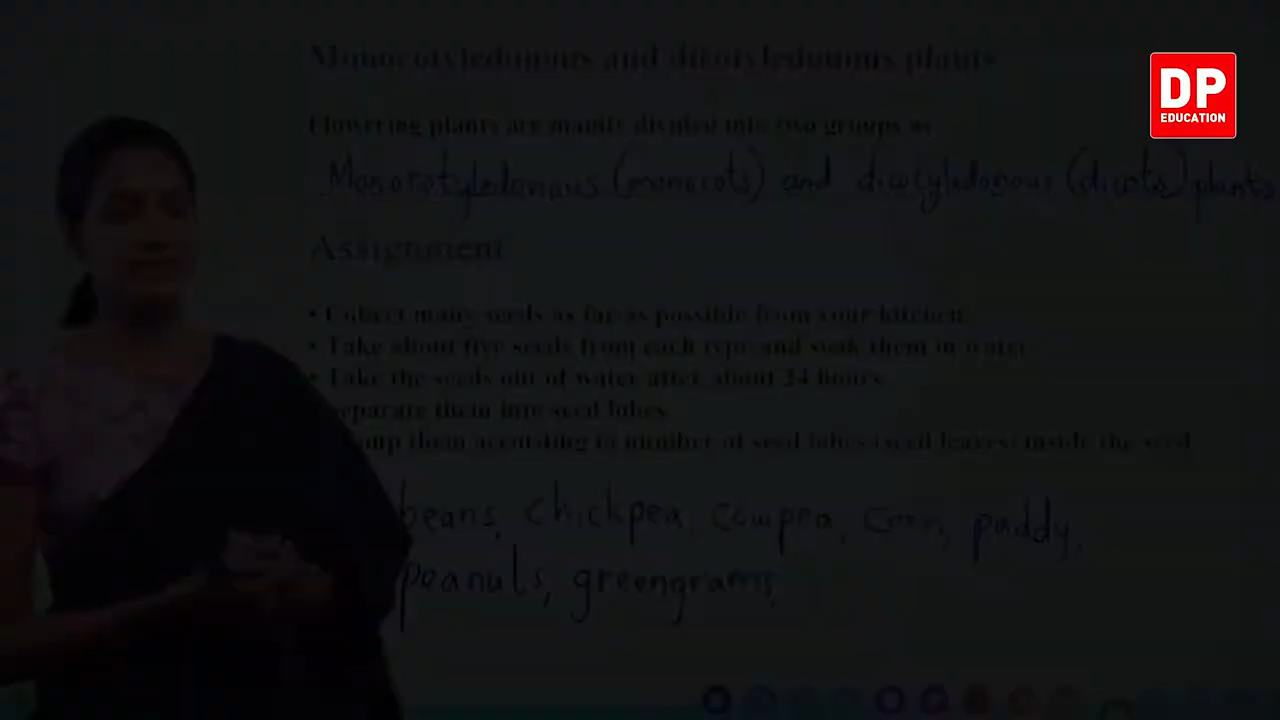 DP
EDUCATION
Monocotyledonous and dicotyledonous plants
Flowering plants are mainly divided into two groups as
Monocotyledonous (monocots) and dicotyledonous (dicots) plants
Assignment
• Collect many seeds as far as possible from your kitchen
• Take about five seeds from each type and soak them in water
• Take the seeds out of water after about 24 hours
separate them into seed lobes
them according to number of seed lobes (seed leaves) inside the seed
beans, chickpea, cowpea, corn, paddy,
peanuts, greengrams,